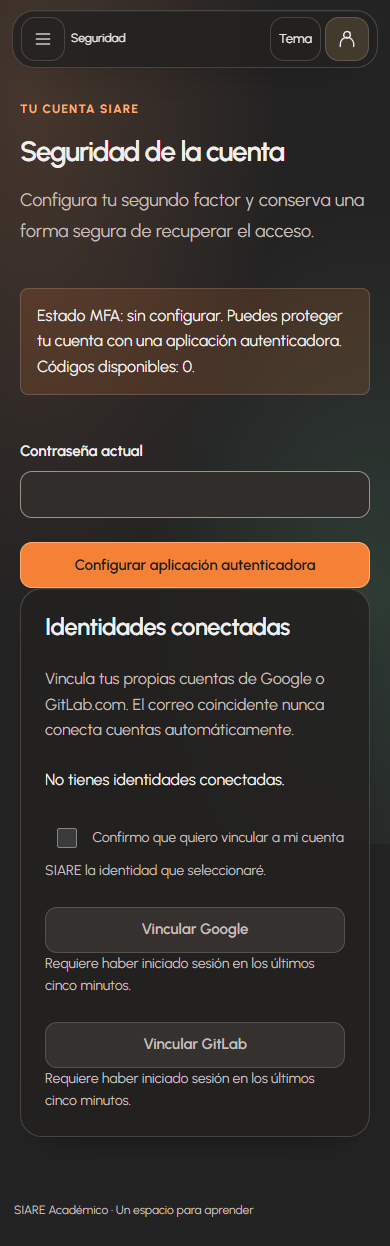 Seguridad
Tema
TU CUENTA SIARE
Seguridad de la cuenta
Configura tu segundo factor y conserva una
forma segura de recuperar el acceso.
Estado MFA: sin configurar. Puedes proteger
tu cuenta con una aplicación autenticadora.
Códigos disponibles: 0.
Contraseña actual
Configurar aplicación autenticadora
Identidades conectadas
Vincula tus propias cuentas de Google o
GitLab.com. El correo coincidente nunca
conecta cuentas automáticamente.
No tienes identidades conectadas.
Confirmo que quiero vincular a mi cuenta
SIARE la identidad que seleccionaré.
Vincular Google
Requiere haber iniciado sesión en los últimos
cinco minutos.
Vincular GitLab
Requiere haber iniciado sesión en los últimos
cinco minutos.
SIARE Académico · Un espacio para aprender